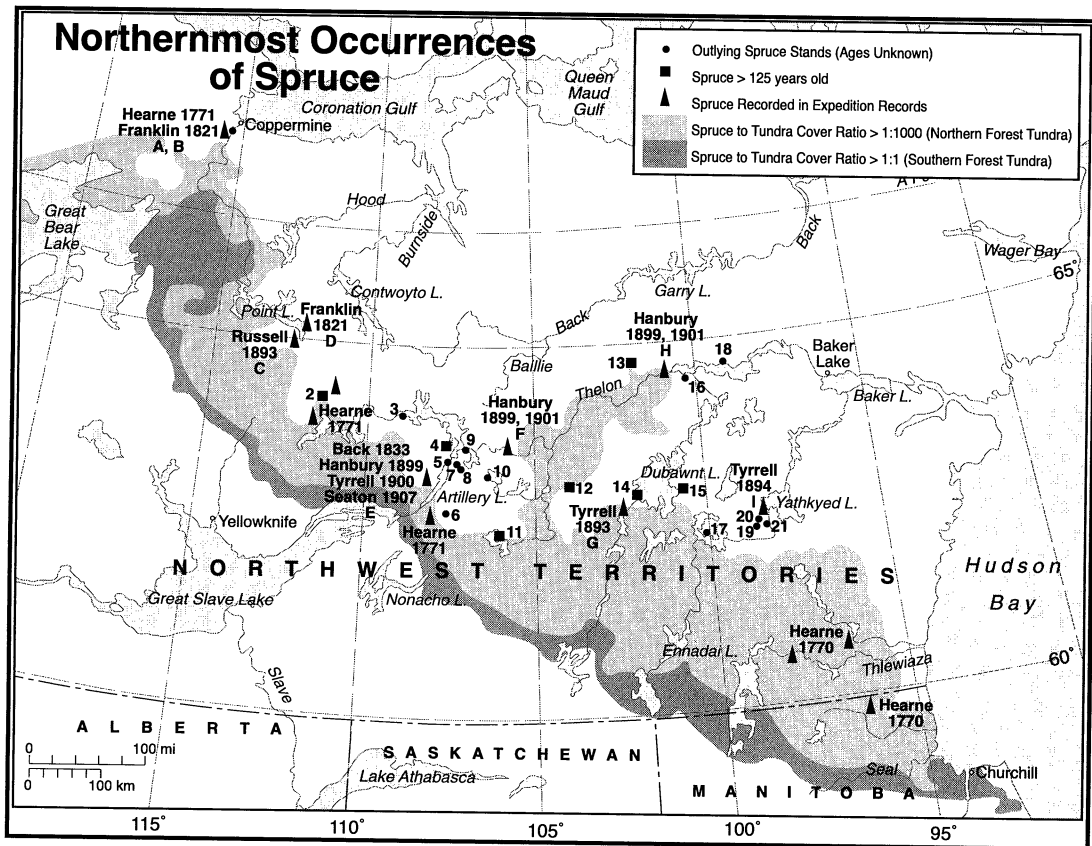 Northernmost Occurrences
of Spruce
Outlying Spruce Stands (Ages Unknown)
Spruce > 125 years old
Spruce Recorded in Expedition Records
Spruce to Tundra Cover Ratio > 1:1000 (Northern Forest Tundra)
Spruce to Tundra Cover Ratio > 1:1 (Southern Forest Tundra)
Queen
Maud
Gulf
Coronation Gulf
Hearne 1771
Franklin 1821
A, B
Coppermine
Great
Bear
Lake
Hood
Burnside
Back
Wager Bay
65°
Contwoyto L.
Garry L.
Point L.
Franklin
1821
D
Russell
1893
C
Back
Hanbury
1899, 1901
H
Baillie
13
18
16
Thelon
Baker
Lake
Baker L.
2
Hearne
1771
3
Hanbury
1899, 1901
F
Back 1833
Hanbury 1899
Tyrrell 1900
Seaton 1907
E
4
9
5
7
8
10
Artillery L.
6
Hearne
1771
11
12
Dubawnt L.
14
15
Tyrrell
1893
G
Tyrrell
1894
I
Yathkyed L.
20
19
21
17
Yellowknife
NORTHWEST TERRITORIES
Great Slave Lake
Nonacho L.
Hudson
Bay
Hearne
1770
Ennadai L.
Thlewiaza
60°
Slave
Hearne
1770
ALBERTA
SASKATCHEWAN
Lake Athabasca
MANITOBA
Seal
Churchill
0 100 mi
0 100 km
115° 110° 105° 100° 95°